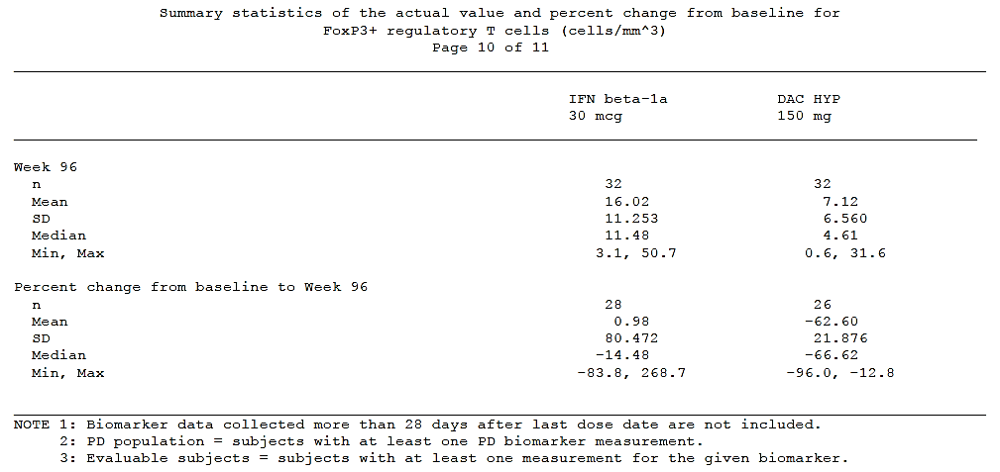 Summary statistics of the actual value and percent change from baseline for
FoxP3+ regulatory T cells (cells/mm^3)
Page 10 of 11
IFN beta-1a DAC HYP
30 mcg 150 mg
Week 96
n 32 32
Mean 16.02 7.12
SD 11.253 6.560
Median 11.48 4.61
Min, Max 3.1, 50.7 0.6, 31.6
Percent change from baseline to Week 96
n 28 26
Mean 0.98 -62.60
SD 80.472 21.876
Median -14.48 -66.62
Min, Max -83.8, 268.7 -96.0, -12.8
NOTE 1: Biomarker data collected more than 28 days after last dose date are not included.
2: PD population = subjects with at least one PD biomarker measurement.
3: Evaluable subjects = subjects with at least one measurement for the given biomarker.